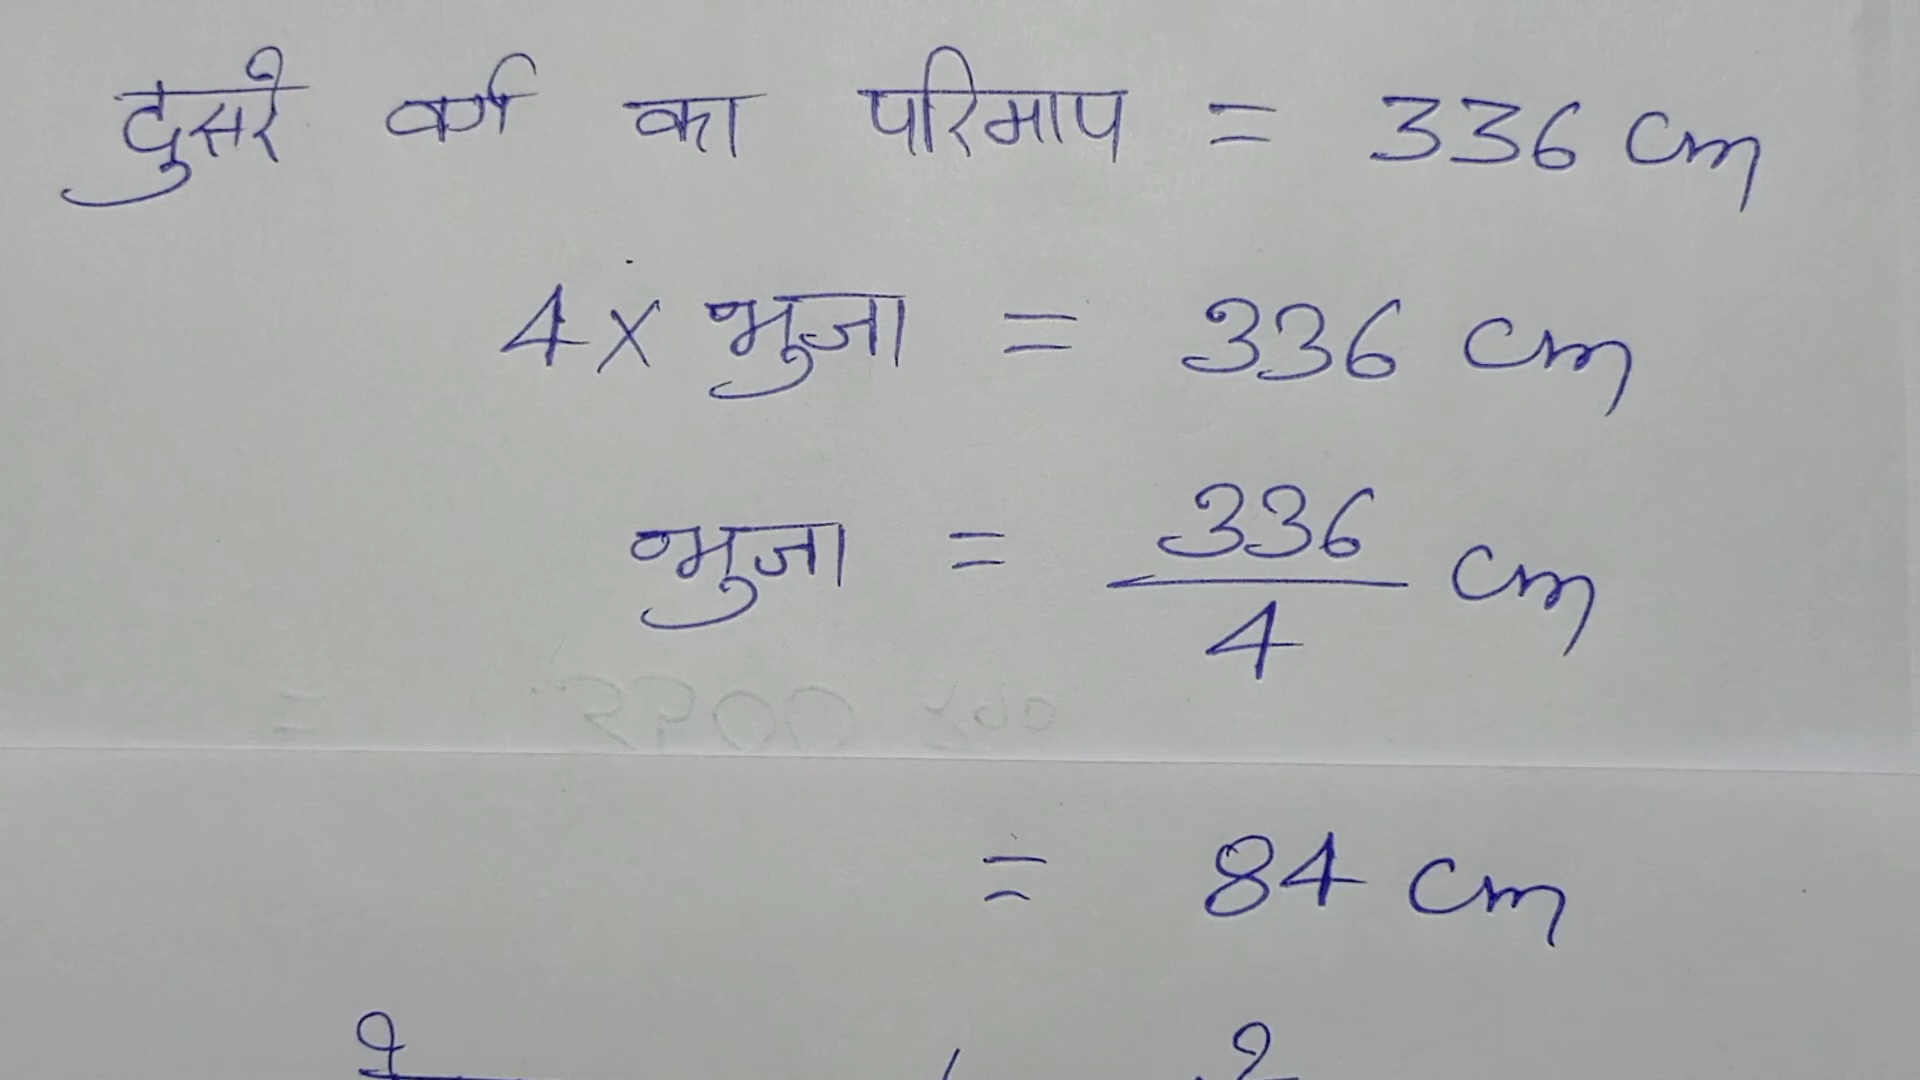 दुसरे वर्ग का परिमाप = 336 cm
4 × भुजा = 336 cm
भुजा = 336/4 cm
= 84 cm